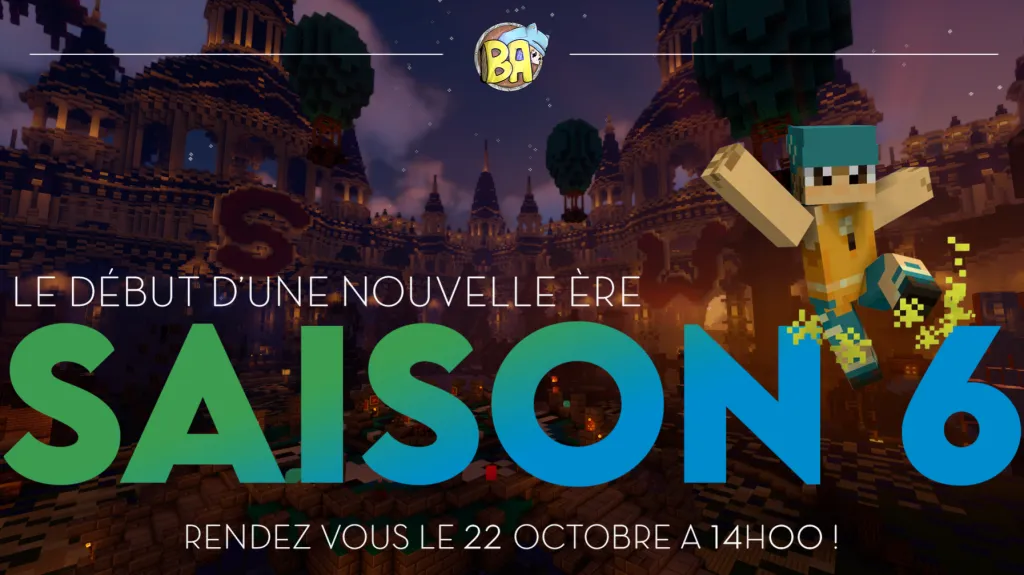 BA
LE DÉBUT D'UNE NOUVELLE ÈRE
SAISON 6
RENDEZ VOUS LE 22 OCTOBRE A 14H00 !